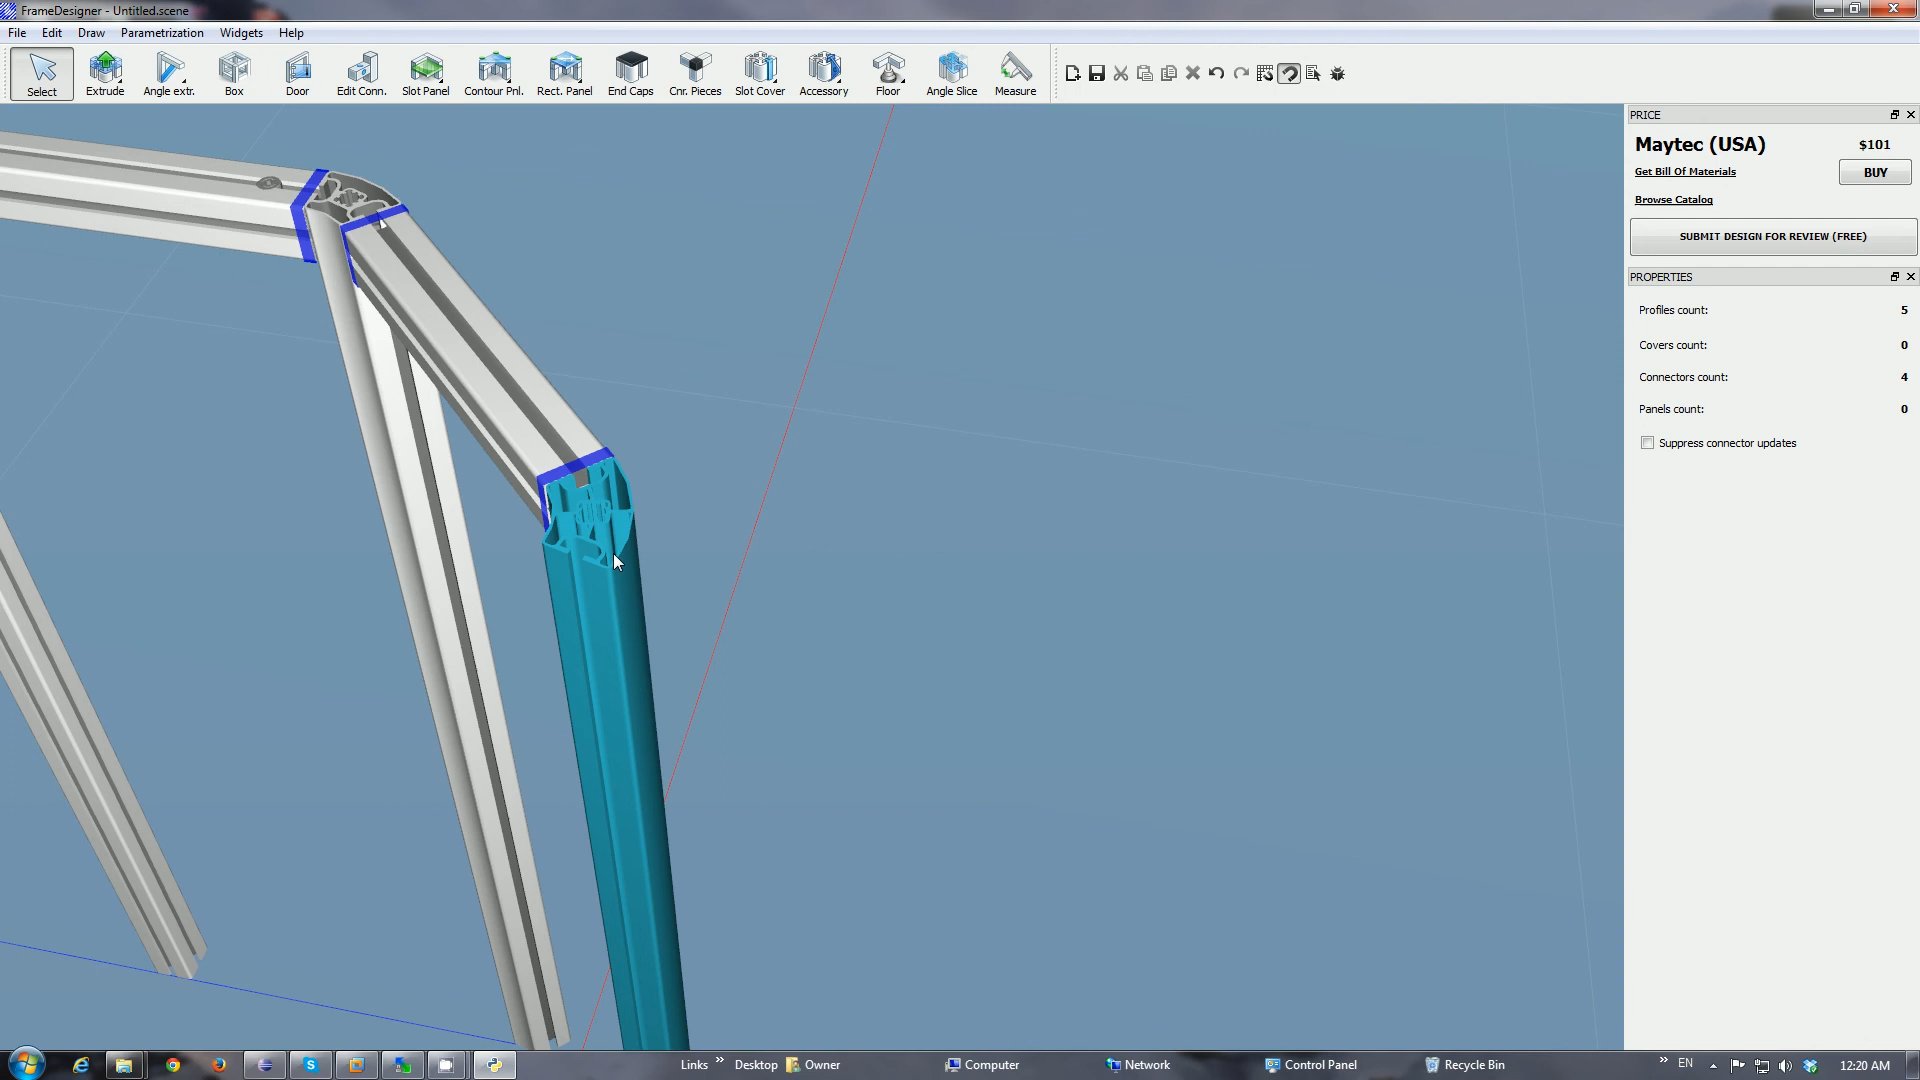 FrameDesigner - Untitled.scene
File Edit Draw Parametrization Widgets Help
Select Extrude Angle extr. Box Door Edit Conn. Slot Panel Contour Pnl. Rect. Panel End Caps Cnr. Pieces Slot Cover Accessory Floor Angle Slice Measure
PRICE
Maytec (USA) $101
Get Bill Of Materials BUY
Browse Catalog
SUBMIT DESIGN FOR REVIEW (FREE)
PROPERTIES
Profiles count: 5
Covers count: 0
Connectors count: 4
Panels count: 0
Suppress connector updates
Links » Desktop Owner Computer Network Control Panel Recycle Bin » EN 12:20 AM